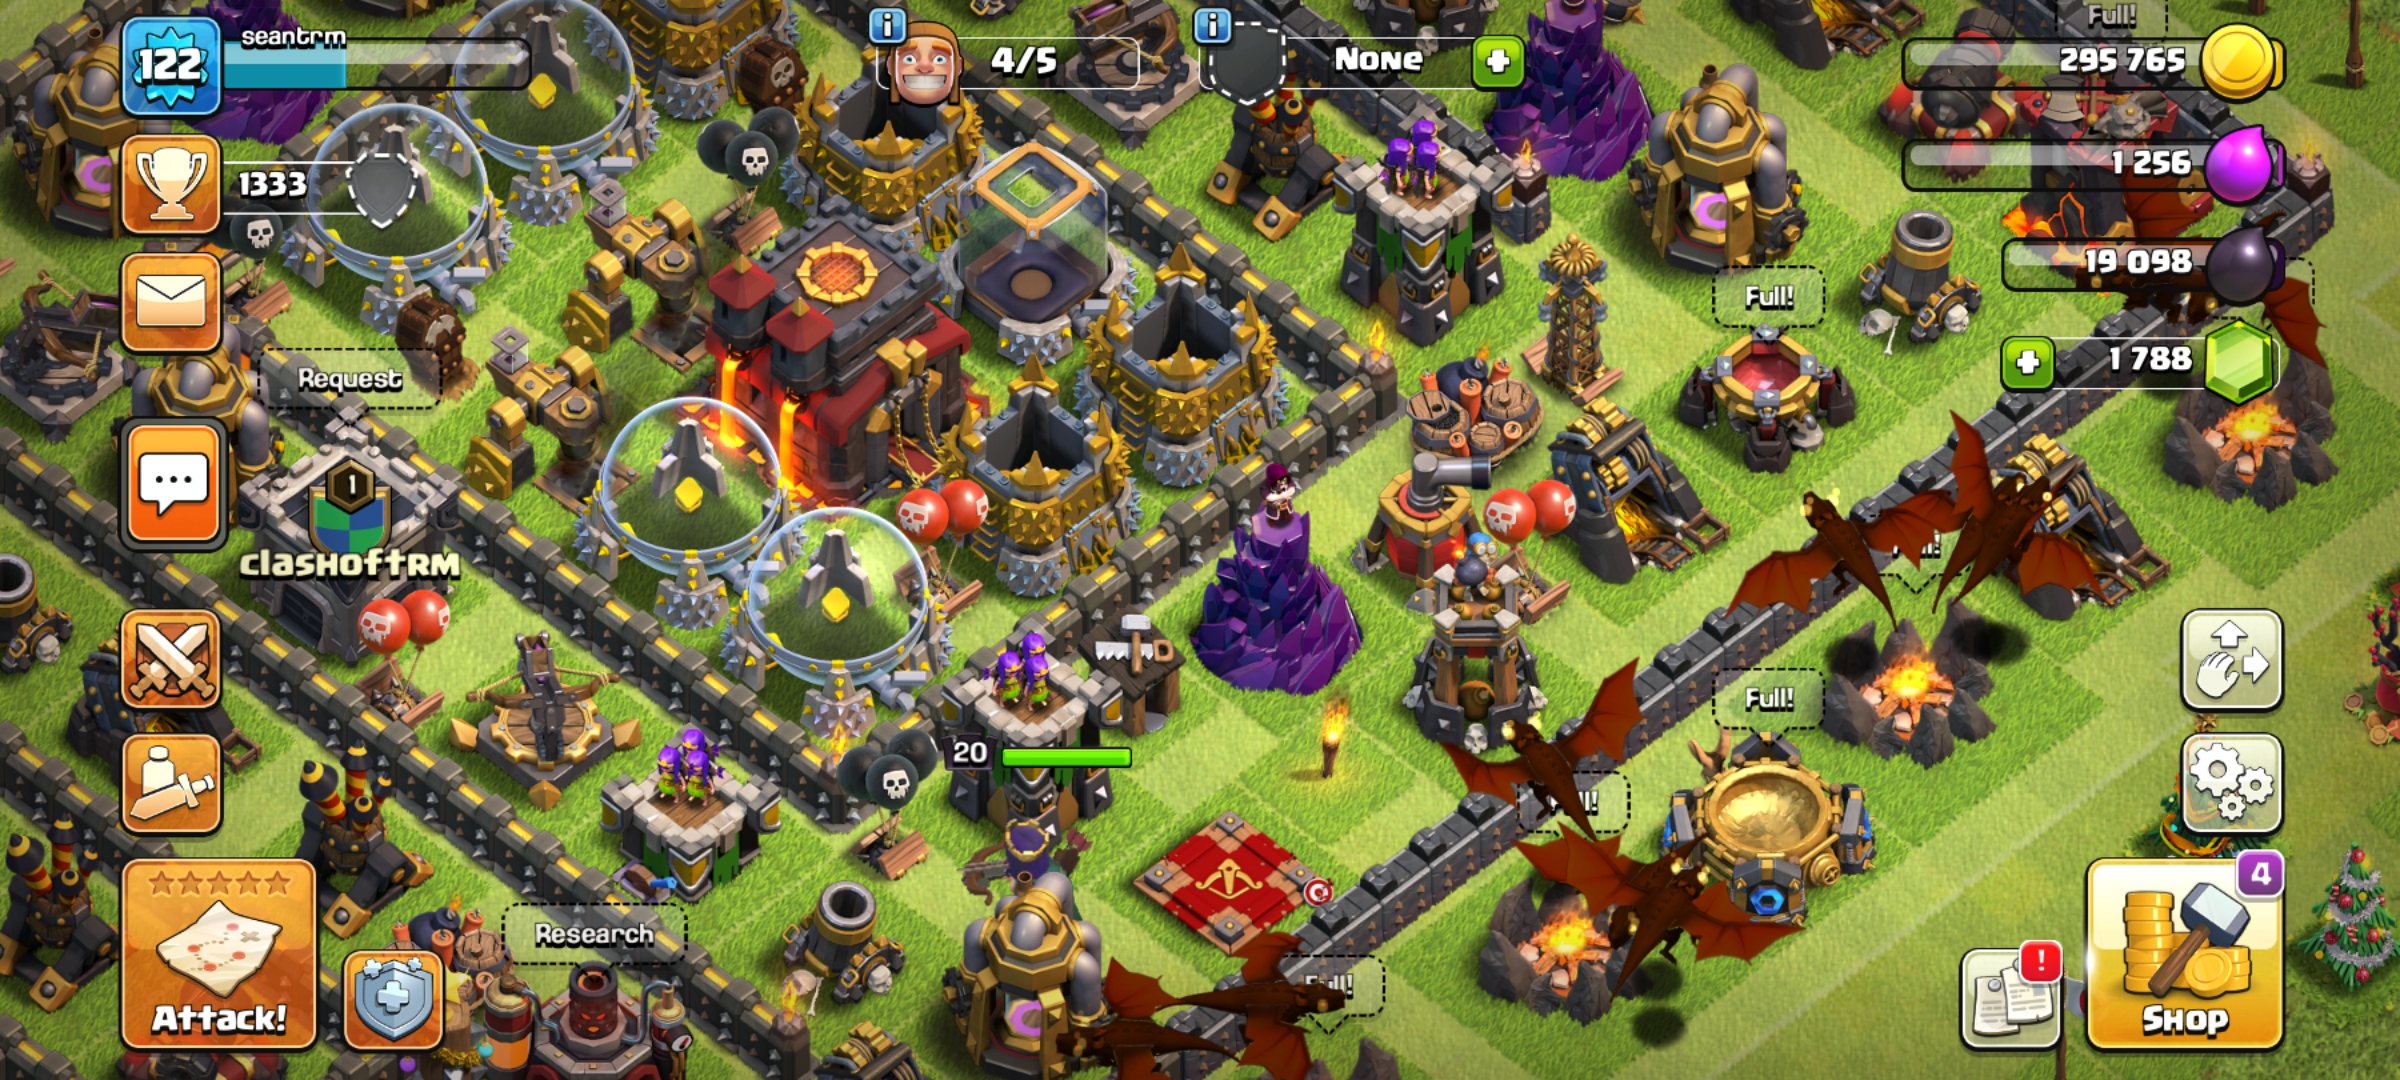 122
seantrm
4/5
None
Full!
295 765
1333
1 256
19 098
Full!
1 788
Request
1
clashoftRM
Full!
20
Research
4
Attack!
!
Shop